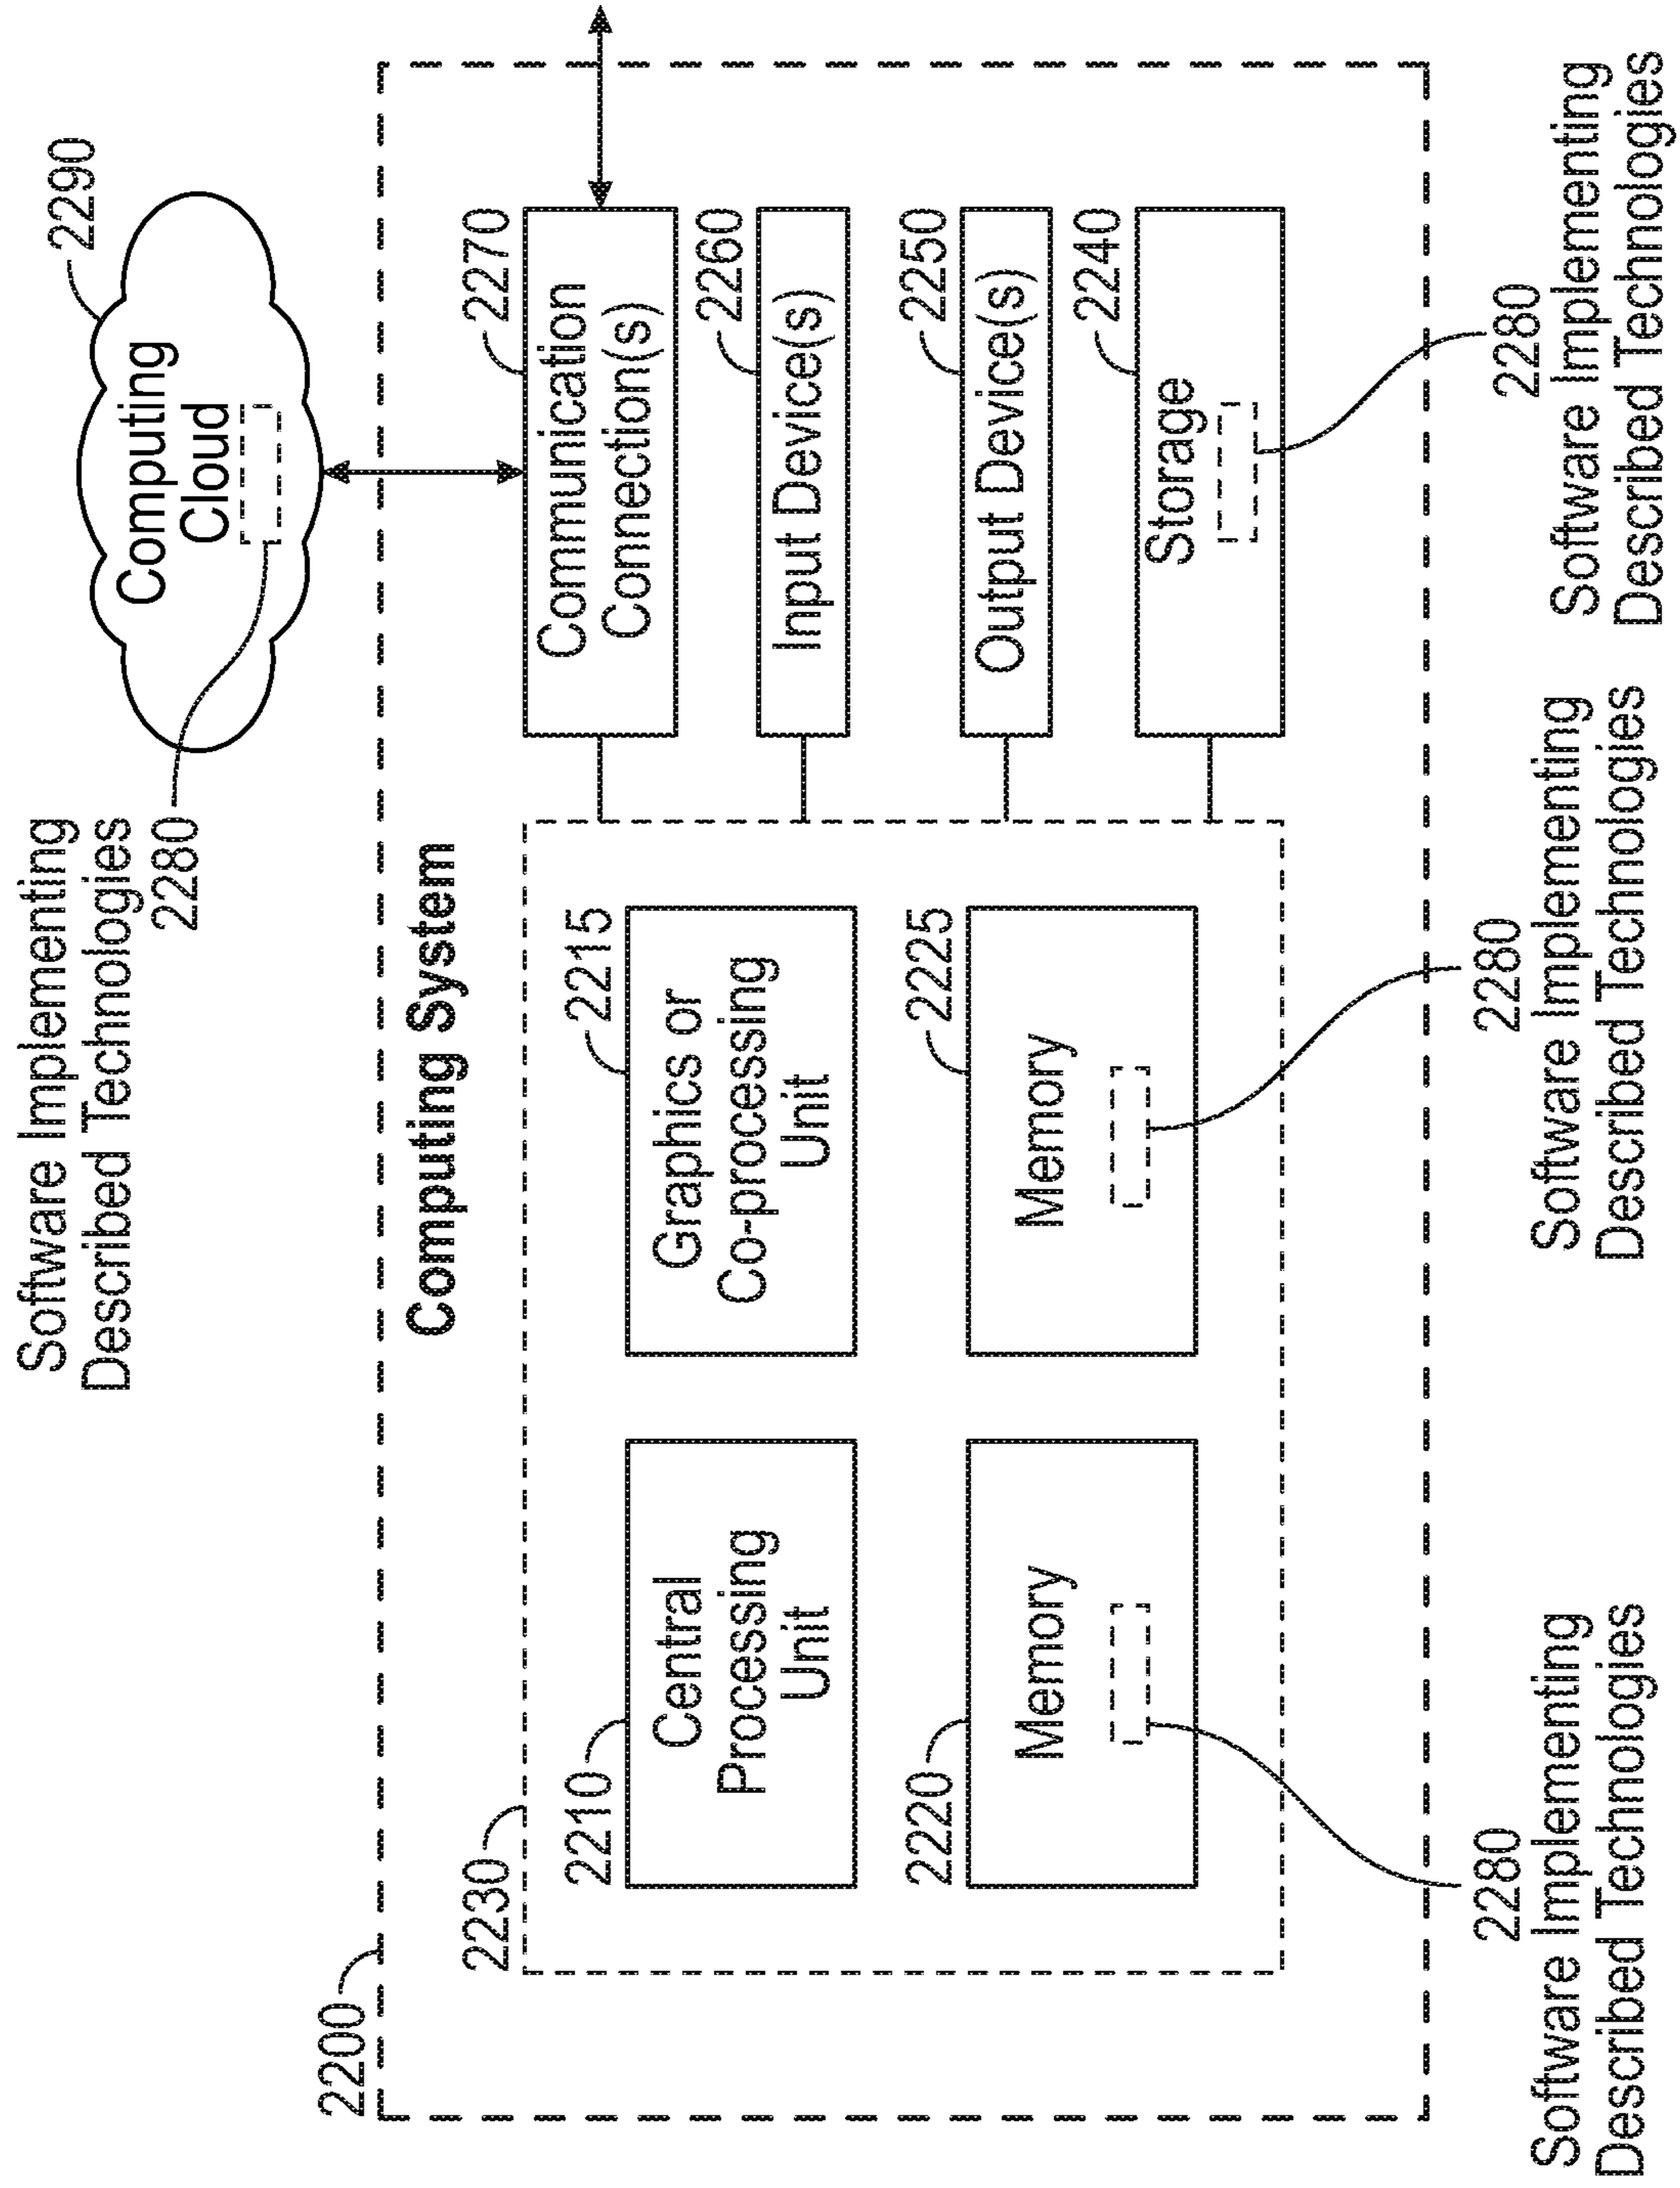 Software Implementing
Described Technologies
2280
2290
Computing
Cloud
2200
Computing System
2230
2270
Communication
Connection(s)
2210
Central
Processing
Unit
2215
Graphics or
Co-processing
Unit
2260
Input Device(s)
2250
Output Device(s)
2220
Memory
2225
Memory
2240
Storage
2280
Software Implementing
Described Technologies
2280
Software Implementing
Described Technologies
2280
Software Implementing
Described Technologies